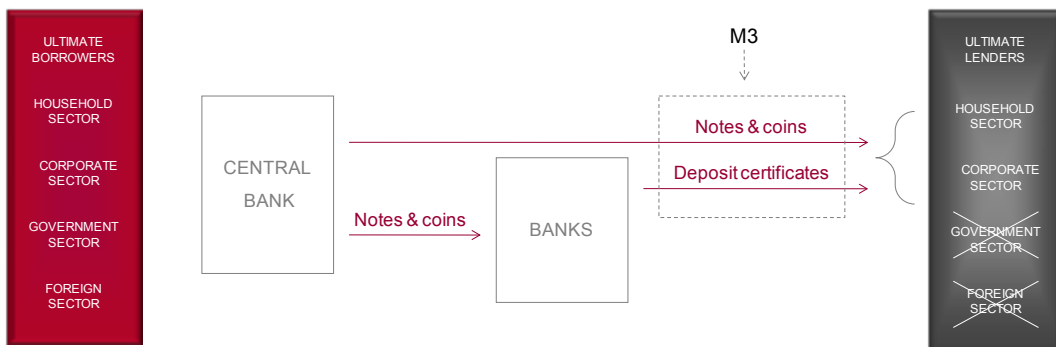 ULTIMATE
BORROWERS
HOUSEHOLD
SECTOR
CORPORATE
SECTOR
GOVERNMENT
SECTOR
FOREIGN
SECTOR
CENTRAL
BANK
Notes & coins
BANKS
M3
Notes & coins
Deposit certificates
ULTIMATE
LENDERS
HOUSEHOLD
SECTOR
CORPORATE
SECTOR
GOVERNMENT
SECTOR
FOREIGN
SECTOR